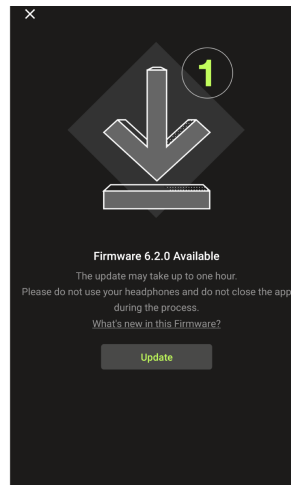 1
Firmware 6.2.0 Available
The update may take up to one hour.
Please do not use your headphones and do not close the app
during the process.
What's new in this Firmware?
Update